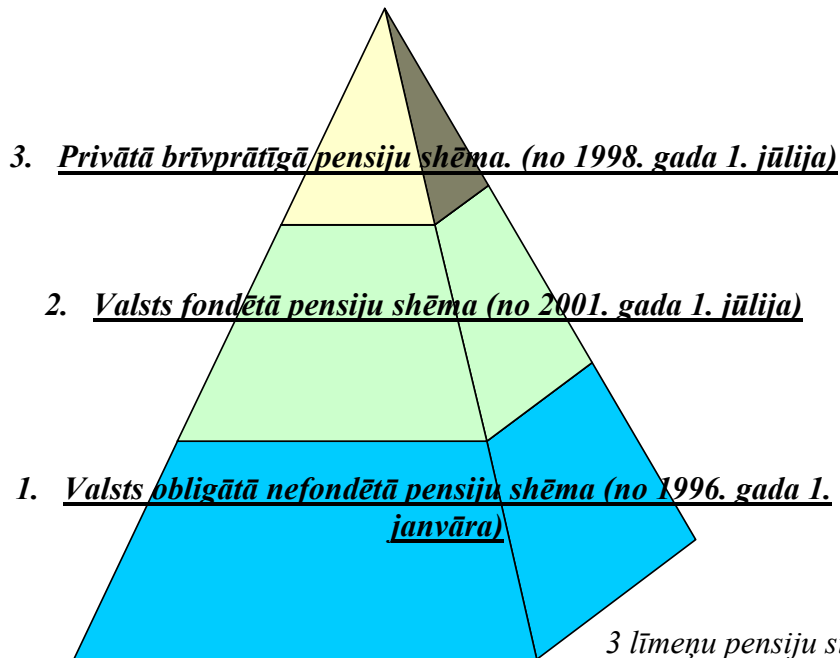 3. Privātā brīvprātīgā pensiju shēma. (no 1998. gada 1. jūlija)
2. Valsts fondētā pensiju shēma (no 2001. gada 1. jūlija)
1. Valsts obligātā nefondētā pensiju shēma (no 1996. gada 1.
janvāra)
3 līmeņu pensiju